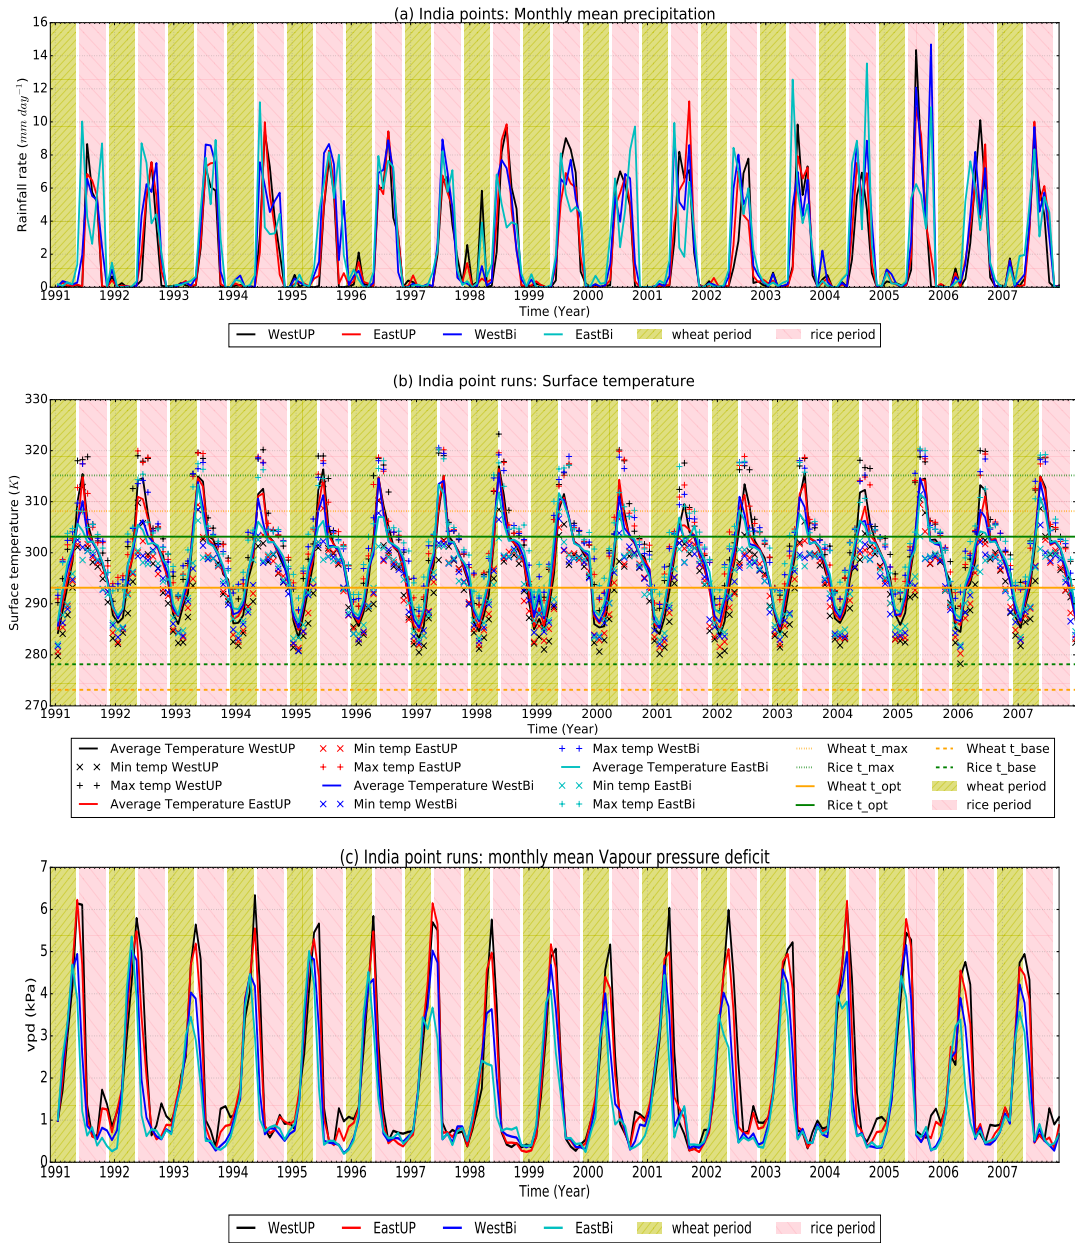 (a) India points: Monthly mean precipitation
Rainfall rate (mm day⁻¹)
16
14
12
10
8
6
4
2
0
1991 1992 1993 1994 1995 1996 1997 1998 1999 2000 2001 2002 2003 2004 2005 2006 2007
Time (Year)
WestUP EastUP WestBi EastBi wheat period rice period
(b) India point runs: Surface temperature
Surface temperature (K)
330
320
310
300
290
280
270
1991 1992 1993 1994 1995 1996 1997 1998 1999 2000 2001 2002 2003 2004 2005 2006 2007
Time (Year)
Average Temperature WestUP Min temp EastUP Max temp WestBi Wheat t_max Wheat t_base
Min temp WestUP Max temp EastUP Average Temperature EastBi Rice t_max Rice t_base
Max temp WestUP Average Temperature WestBi Min temp EastBi Wheat t_opt wheat period
Average Temperature EastUP Min temp WestBi Max temp EastBi Rice t_opt rice period
(c) India point runs: monthly mean Vapour pressure deficit
vpd (kPa)
7
6
5
4
3
2
1
0
1991 1992 1993 1994 1995 1996 1997 1998 1999 2000 2001 2002 2003 2004 2005 2006 2007
Time (Year)
WestUP EastUP WestBi EastBi wheat period rice period